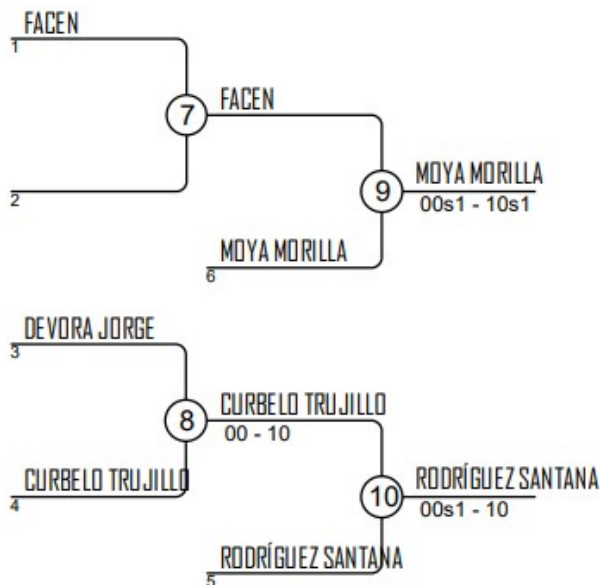 FACEN
1
7
FACEN
2
9
MOYA MORILLA
00s1 - 10s1
MOYA MORILLA
6
DEVORA JORGE
3
8
CURBELO TRUJILLO
00 - 10
CURBELO TRUJILLO
4
10
RODRÍGUEZ SANTANA
00s1 - 10
RODRÍGUEZ SANTANA
5